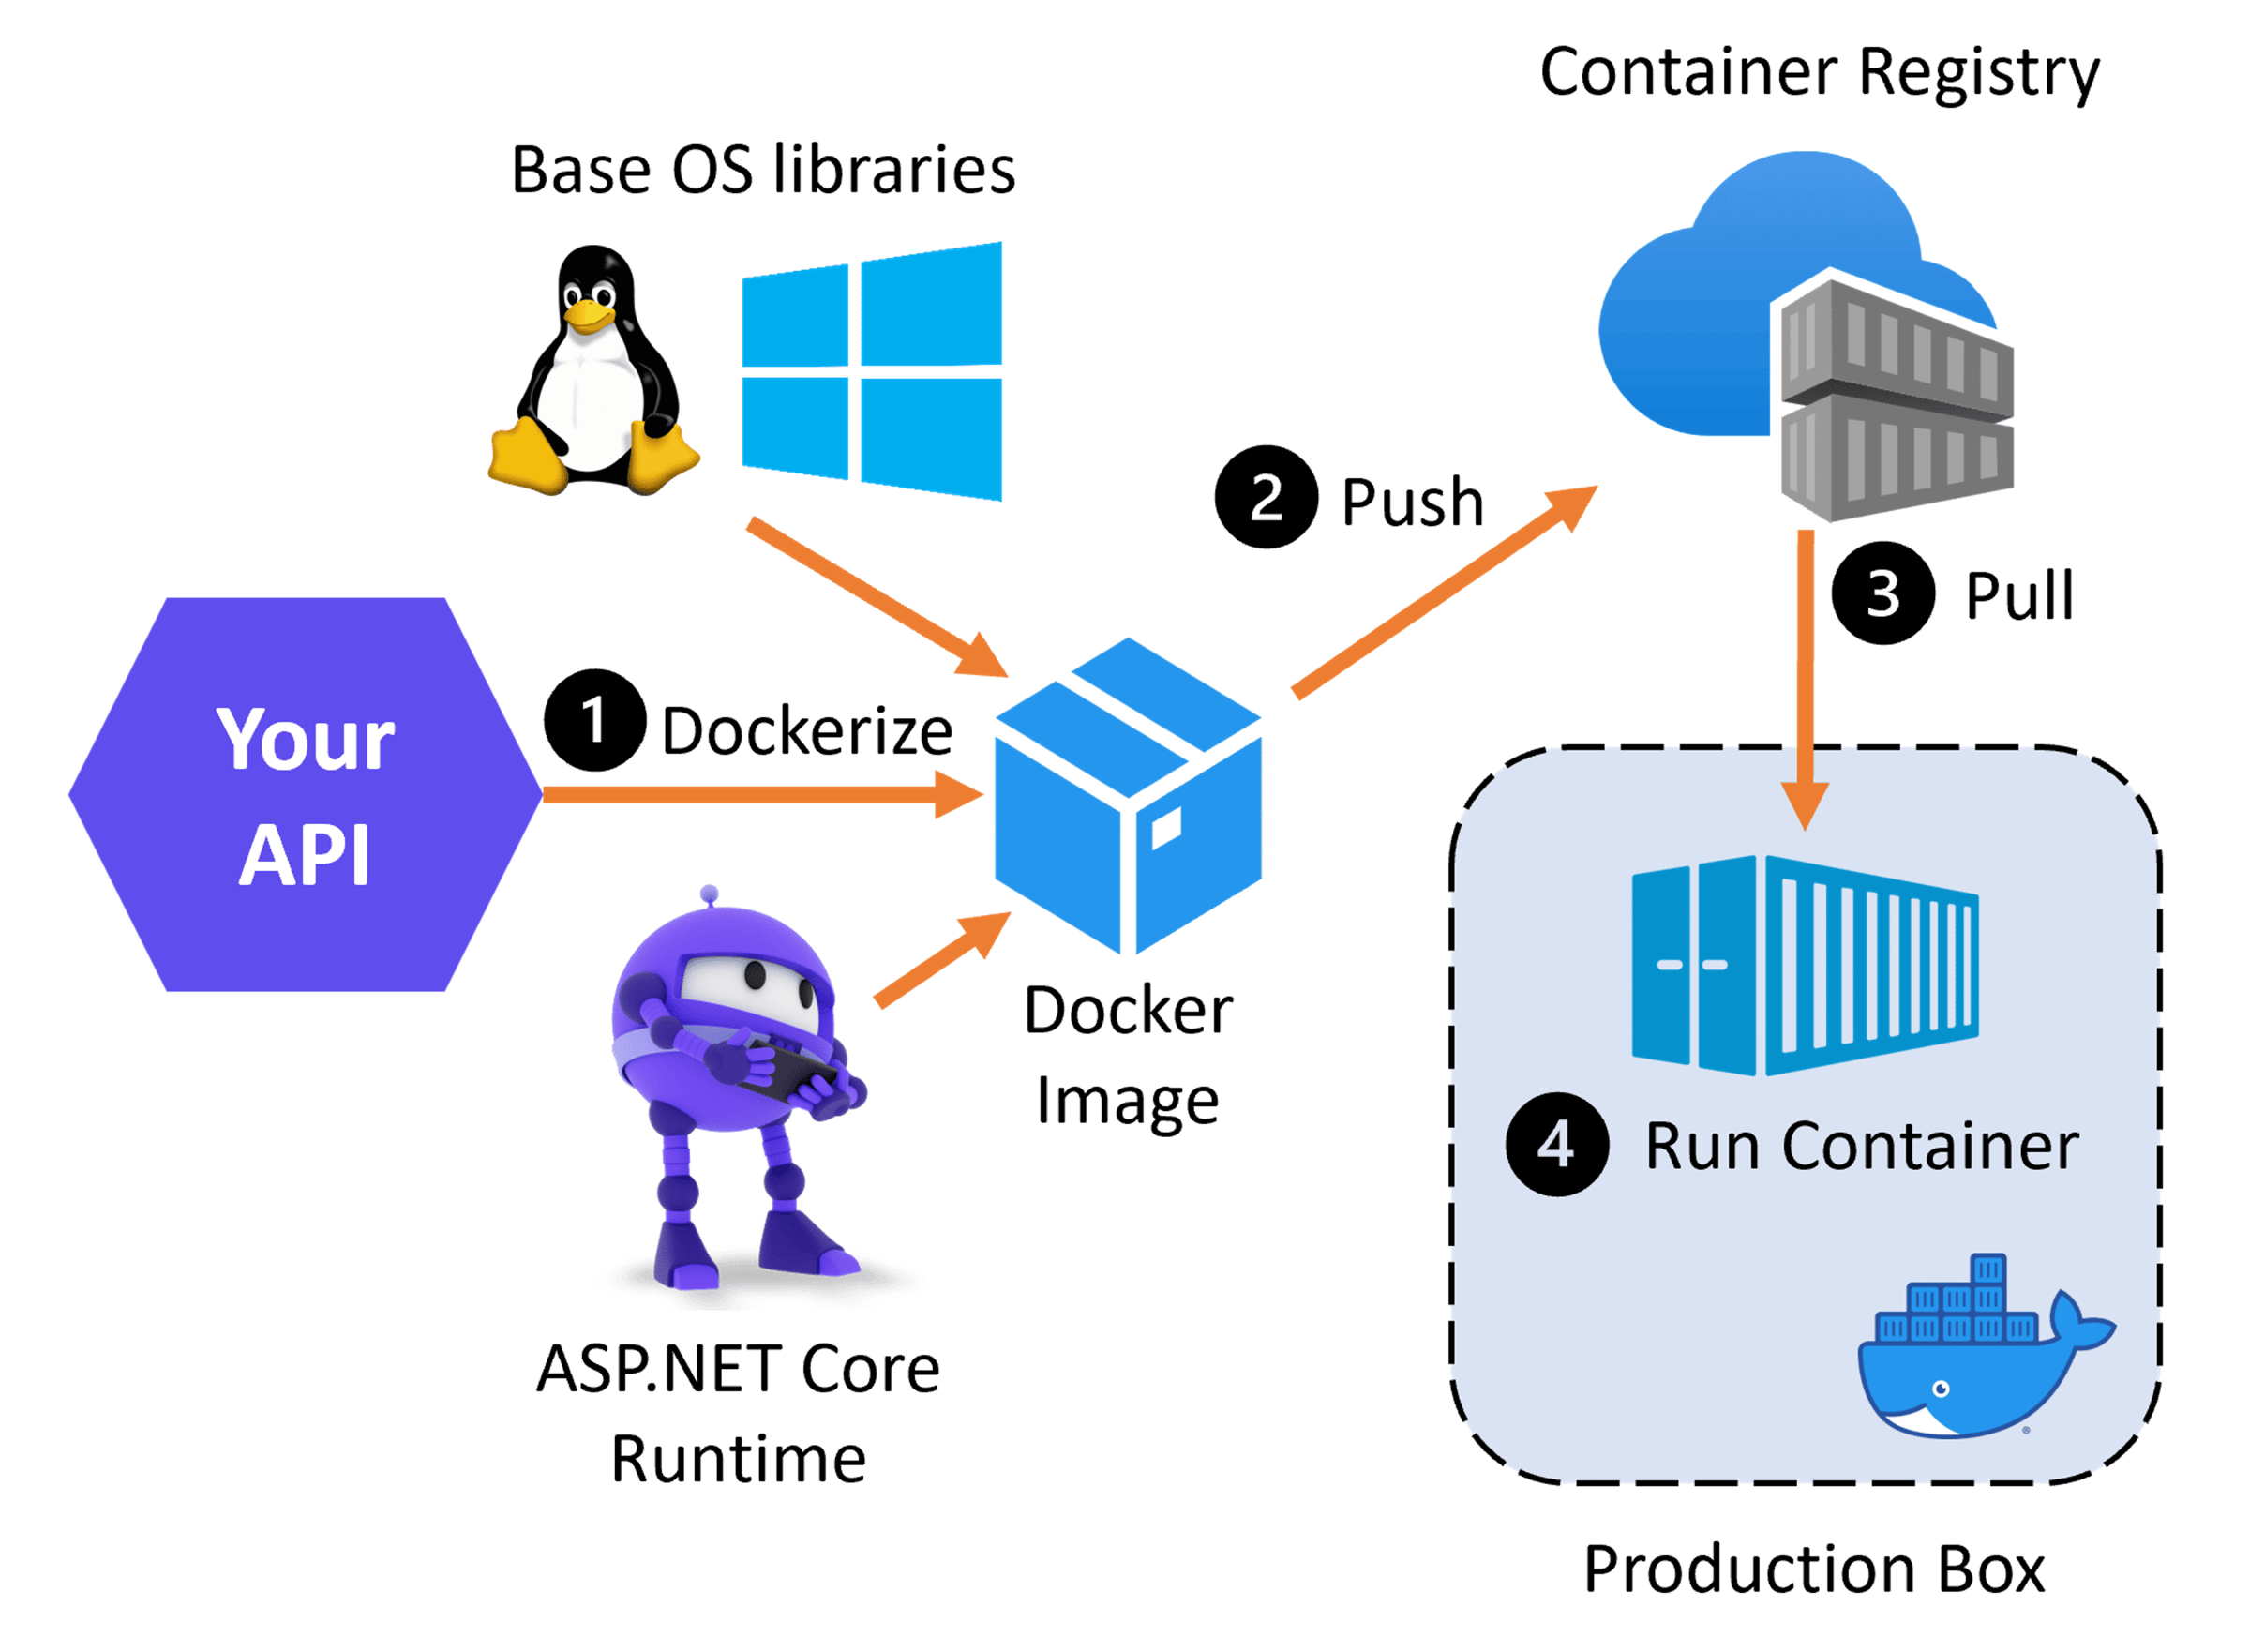 Container Registry
Base OS libraries
2 Push
3 Pull
Your
API
1 Dockerize
Docker
Image
4 Run Container
ASP.NET Core
Runtime
Production Box